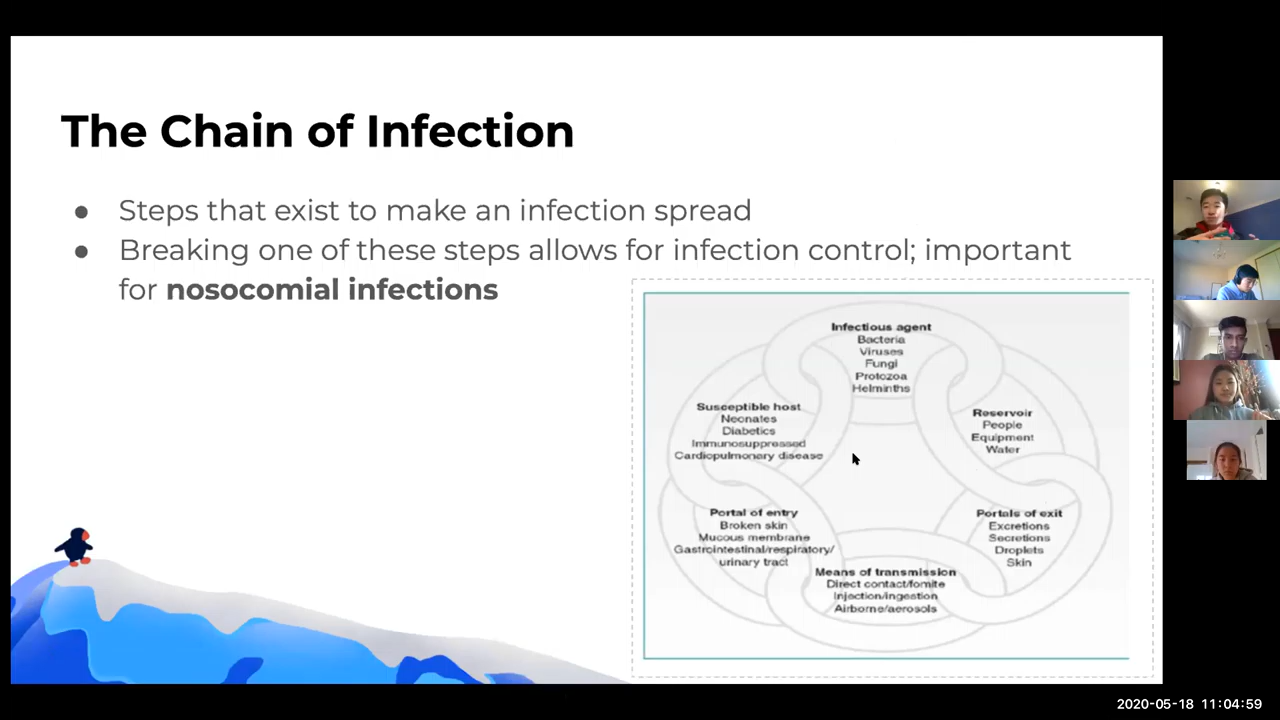 The Chain of Infection
● Steps that exist to make an infection spread
● Breaking one of these steps allows for infection control; important
for nosocomial infections
Infectious agent
Bacteria
Viruses
Fungi
Protozoa
Helminths
Susceptible host
Neonates
Diabetics
Immunosuppressed
Cardiopulmonary disease
Reservoir
People
Equipment
Water
Portal of entry
Broken skin
Mucous membrane
Gastrointestinal/respiratory/
urinary tract
Portals of exit
Excretions
Secretions
Droplets
Skin
Means of transmission
Direct contact/fomite
Injection/ingestion
Airborne/aerosols
2020-05-18 11:04:59